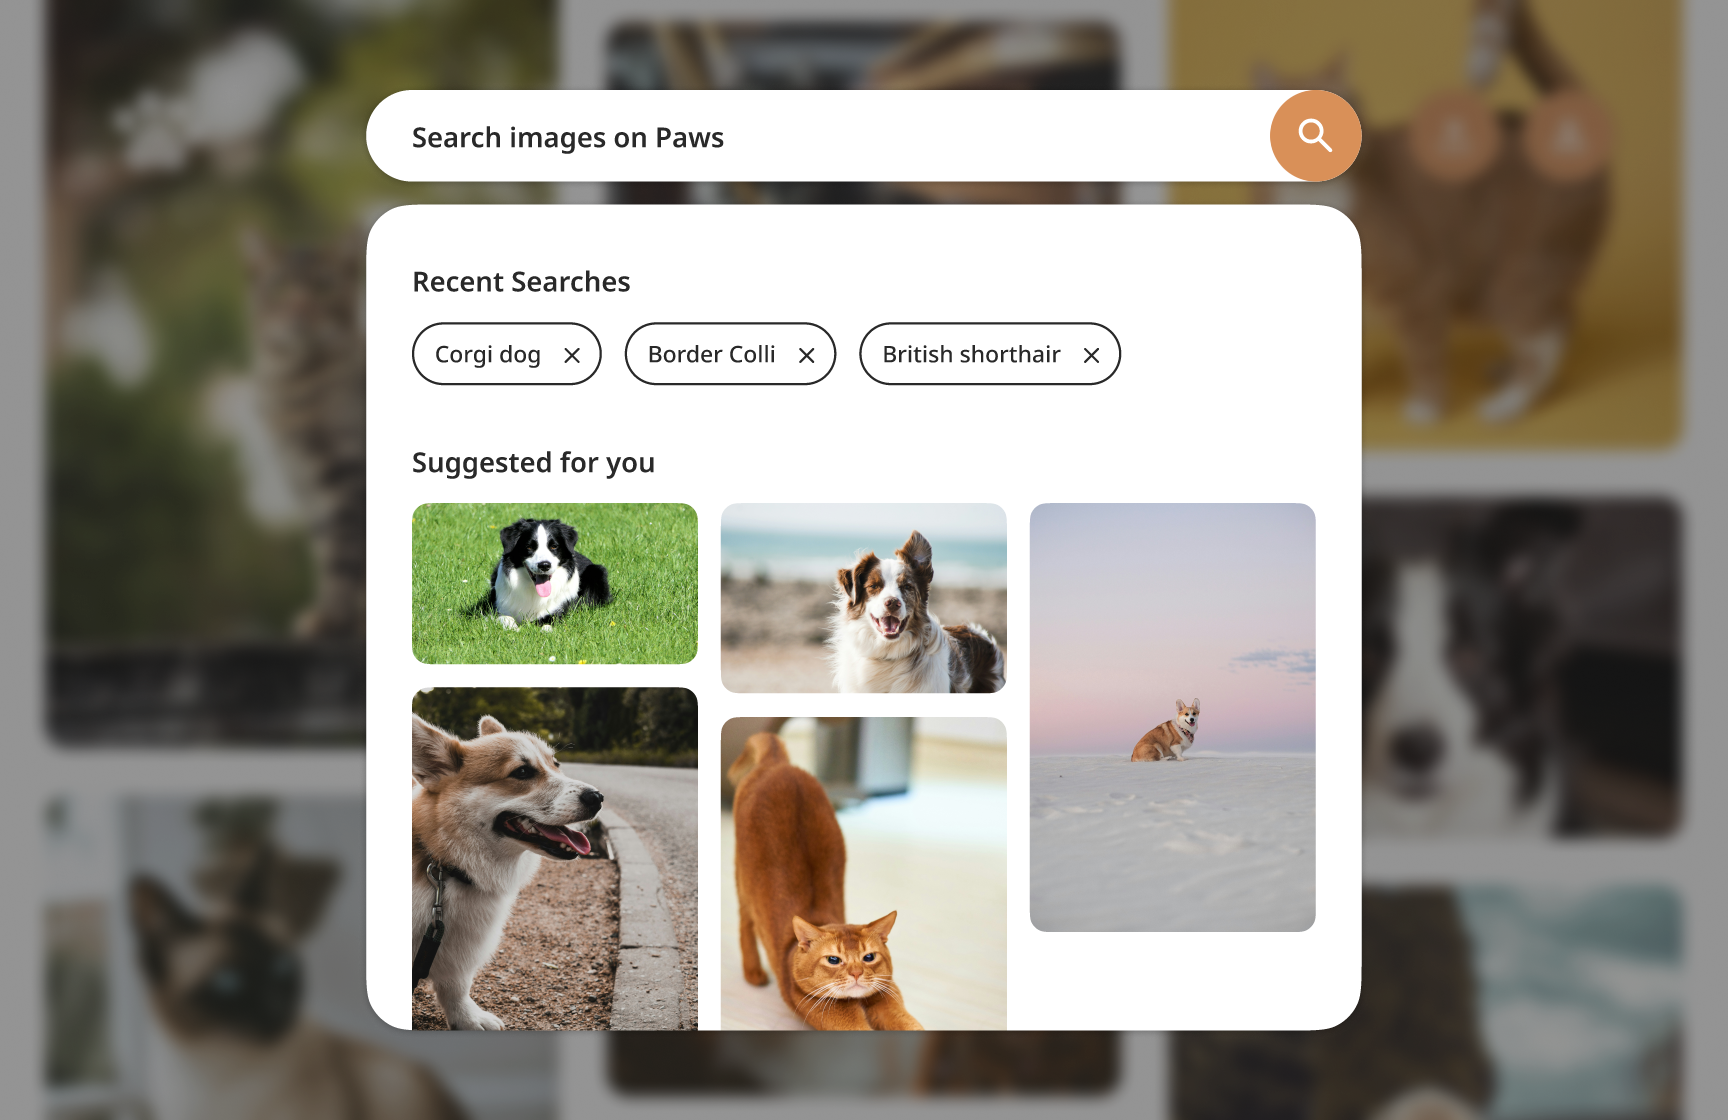 Search images on Paws
Recent Searches
Corgi dog
Border Colli
British shorthair
Suggested for you